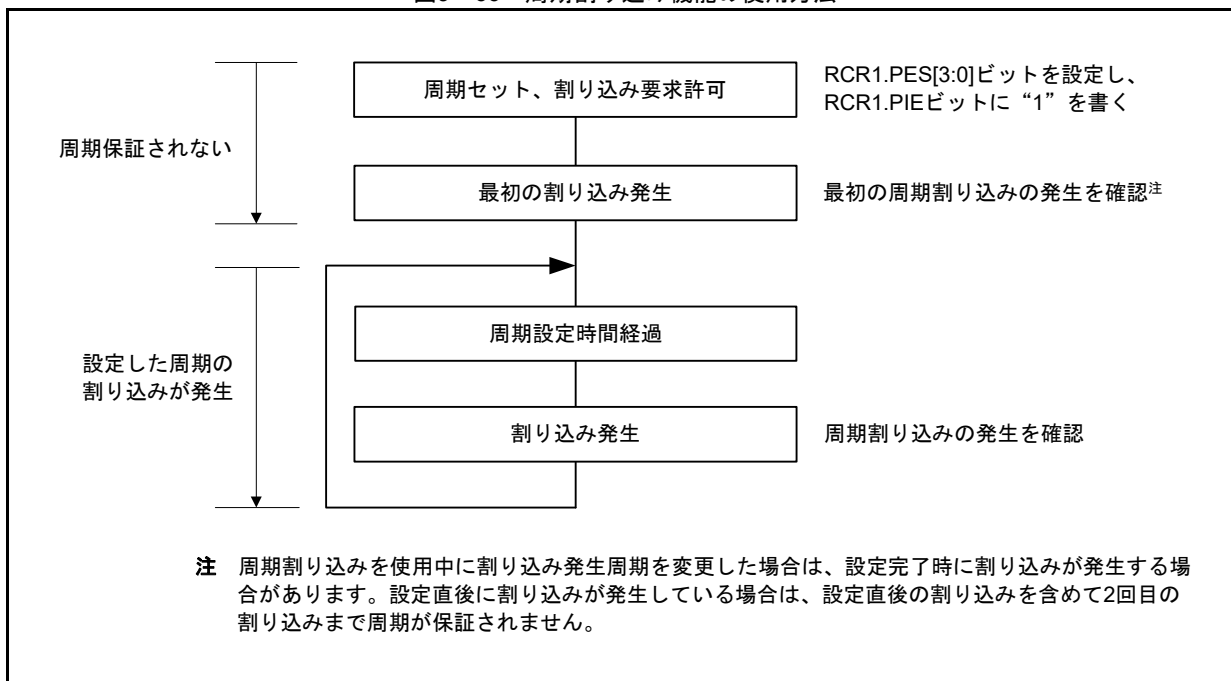 周期セット、割り込み要求許可
RCR1.PES[3:0]ビットを設定し、
RCR1.PIEビットに“1”を書く
周期保証されない
最初の割り込み発生
最初の周期割り込みの発生を確認注
周期設定時間経過
設定した周期の
割り込みが発生
割り込み発生
周期割り込みの発生を確認
注 周期割り込みを使用中に割り込み発生周期を変更した場合は、設定完了時に割り込みが発生する場
合があります。設定直後に割り込みが発生している場合は、設定直後の割り込みを含めて2回目の
割り込みまで周期が保証されません。